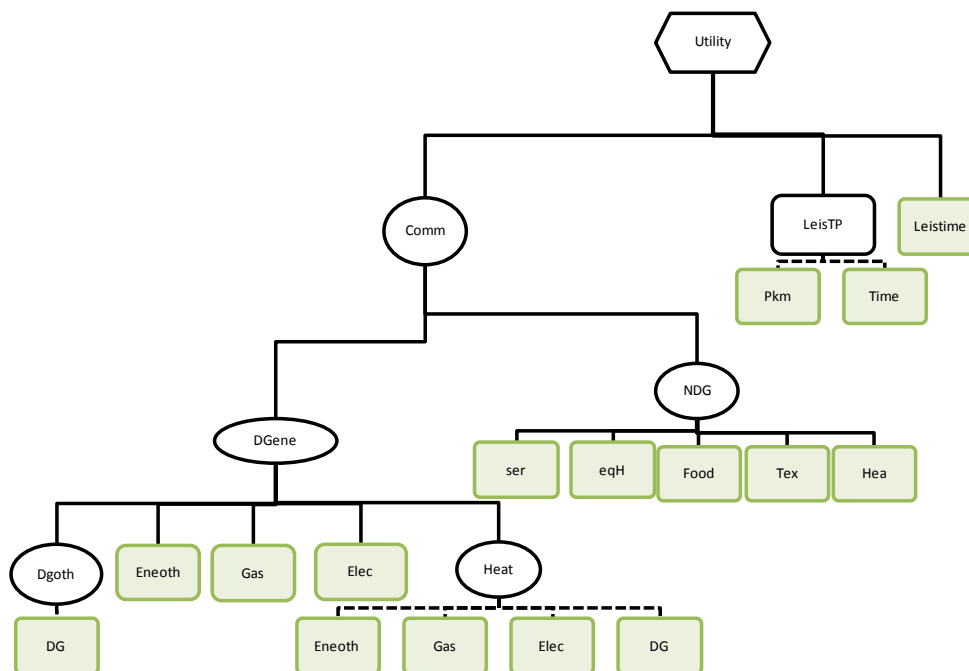 Utility
Comm
LeisTP
Leistime
Pkm
Time
NDG
DGene
ser
eqH
Food
Tex
Hea
Dgoth
Eneoth
Gas
Elec
Heat
DG
Eneoth
Gas
Elec
DG